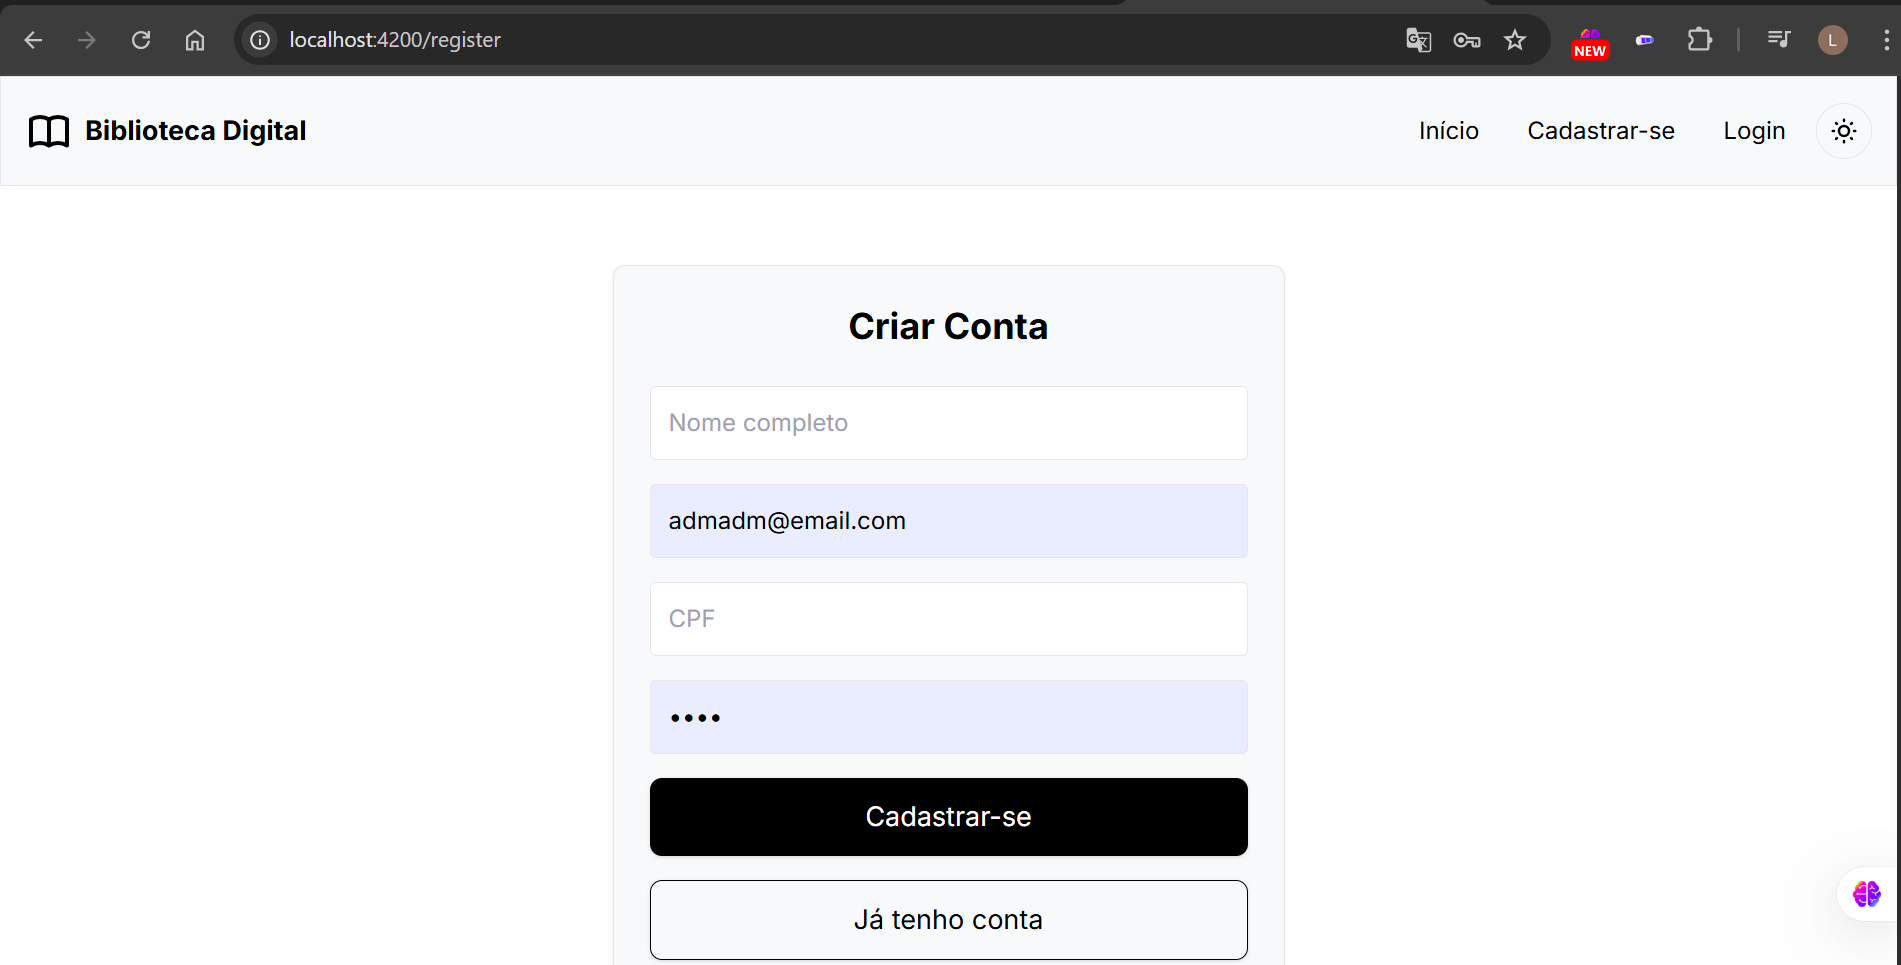 localhost:4200/register
NEW
L
Biblioteca Digital
Início
Cadastrar-se
Login
Criar Conta
Nome completo
admadm@email.com
CPF
••••
Cadastrar-se
Já tenho conta